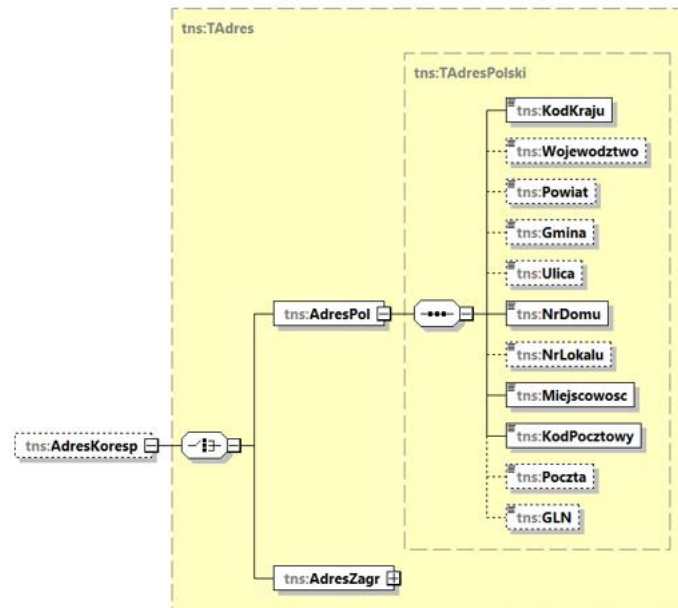 tns:TAdres
tns:TAdresPolski
tns:KodKraju
tns:Wojewodztwo
tns:Powiat
tns:Gmina
tns:Ulica
tns:AdresPol
tns:NrDomu
tns:NrLokalu
tns:Miejscowosc
tns:AdresKoresp
tns:KodPocztowy
tns:Poczta
tns:GLN
tns:AdresZagr